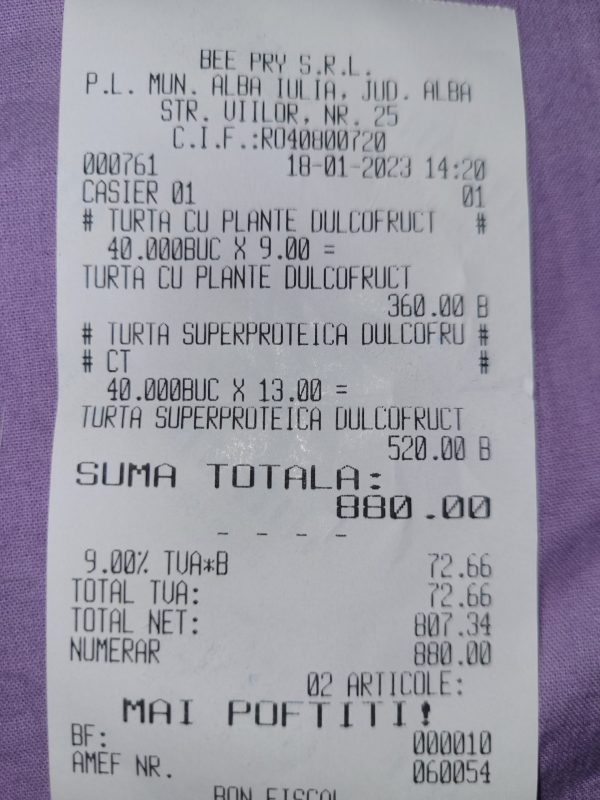 BEE PRY S.R.L.
P.L. MUN. ALBA IULIA, JUD. ALBA
STR. VIILOR, NR. 25
C.I.F.:RO40800720
000761 18-01-2023 14:20
CASIER 01 01
# TURTA CU PLANTE DULCOFRUCT #
40.000BUC X 9.00 =
TURTA CU PLANTE DULCOFRUCT
360.00 B
# TURTA SUPERPROTEICA DULCOFRU #
# CT #
40.000BUC X 13.00 =
TURTA SUPERPROTEICA DULCOFRUCT
520.00 B
SUMA TOTALA:
880.00
- - - -
9.00% TVA*B 72.66
TOTAL TVA: 72.66
TOTAL NET: 807.34
NUMERAR 880.00
02 ARTICOLE:
MAI POFTITI!
BF: 000010
AMEF NR. 060054
BON FISCAL